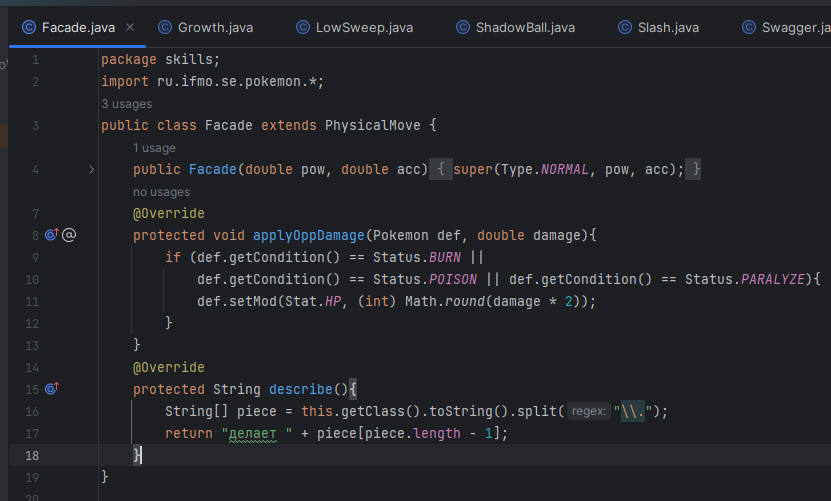 Facade.java × Growth.java LowSweep.java ShadowBall.java Slash.java Swagger.ja
1 package skills;
2 import ru.ifmo.se.pokemon.*;
3 usages
3 public class Facade extends PhysicalMove {
1 usage
4 public Facade(double pow, double acc) { super(Type.NORMAL, pow, acc); }
no usages
7 @Override
8 @ protected void applyOppDamage(Pokemon def, double damage){
9 if (def.getCondition() == Status.BURN ||
10 def.getCondition() == Status.POISON || def.getCondition() == Status.PARALYZE){
11 def.setMod(Stat.HP, (int) Math.round(damage * 2));
12 }
13 }
14 @Override
15 protected String describe(){
16 String[] piece = this.getClass().toString().split( regex: "\\.");
17 return "делает " + piece[piece.length - 1];
18 }
19 }
20